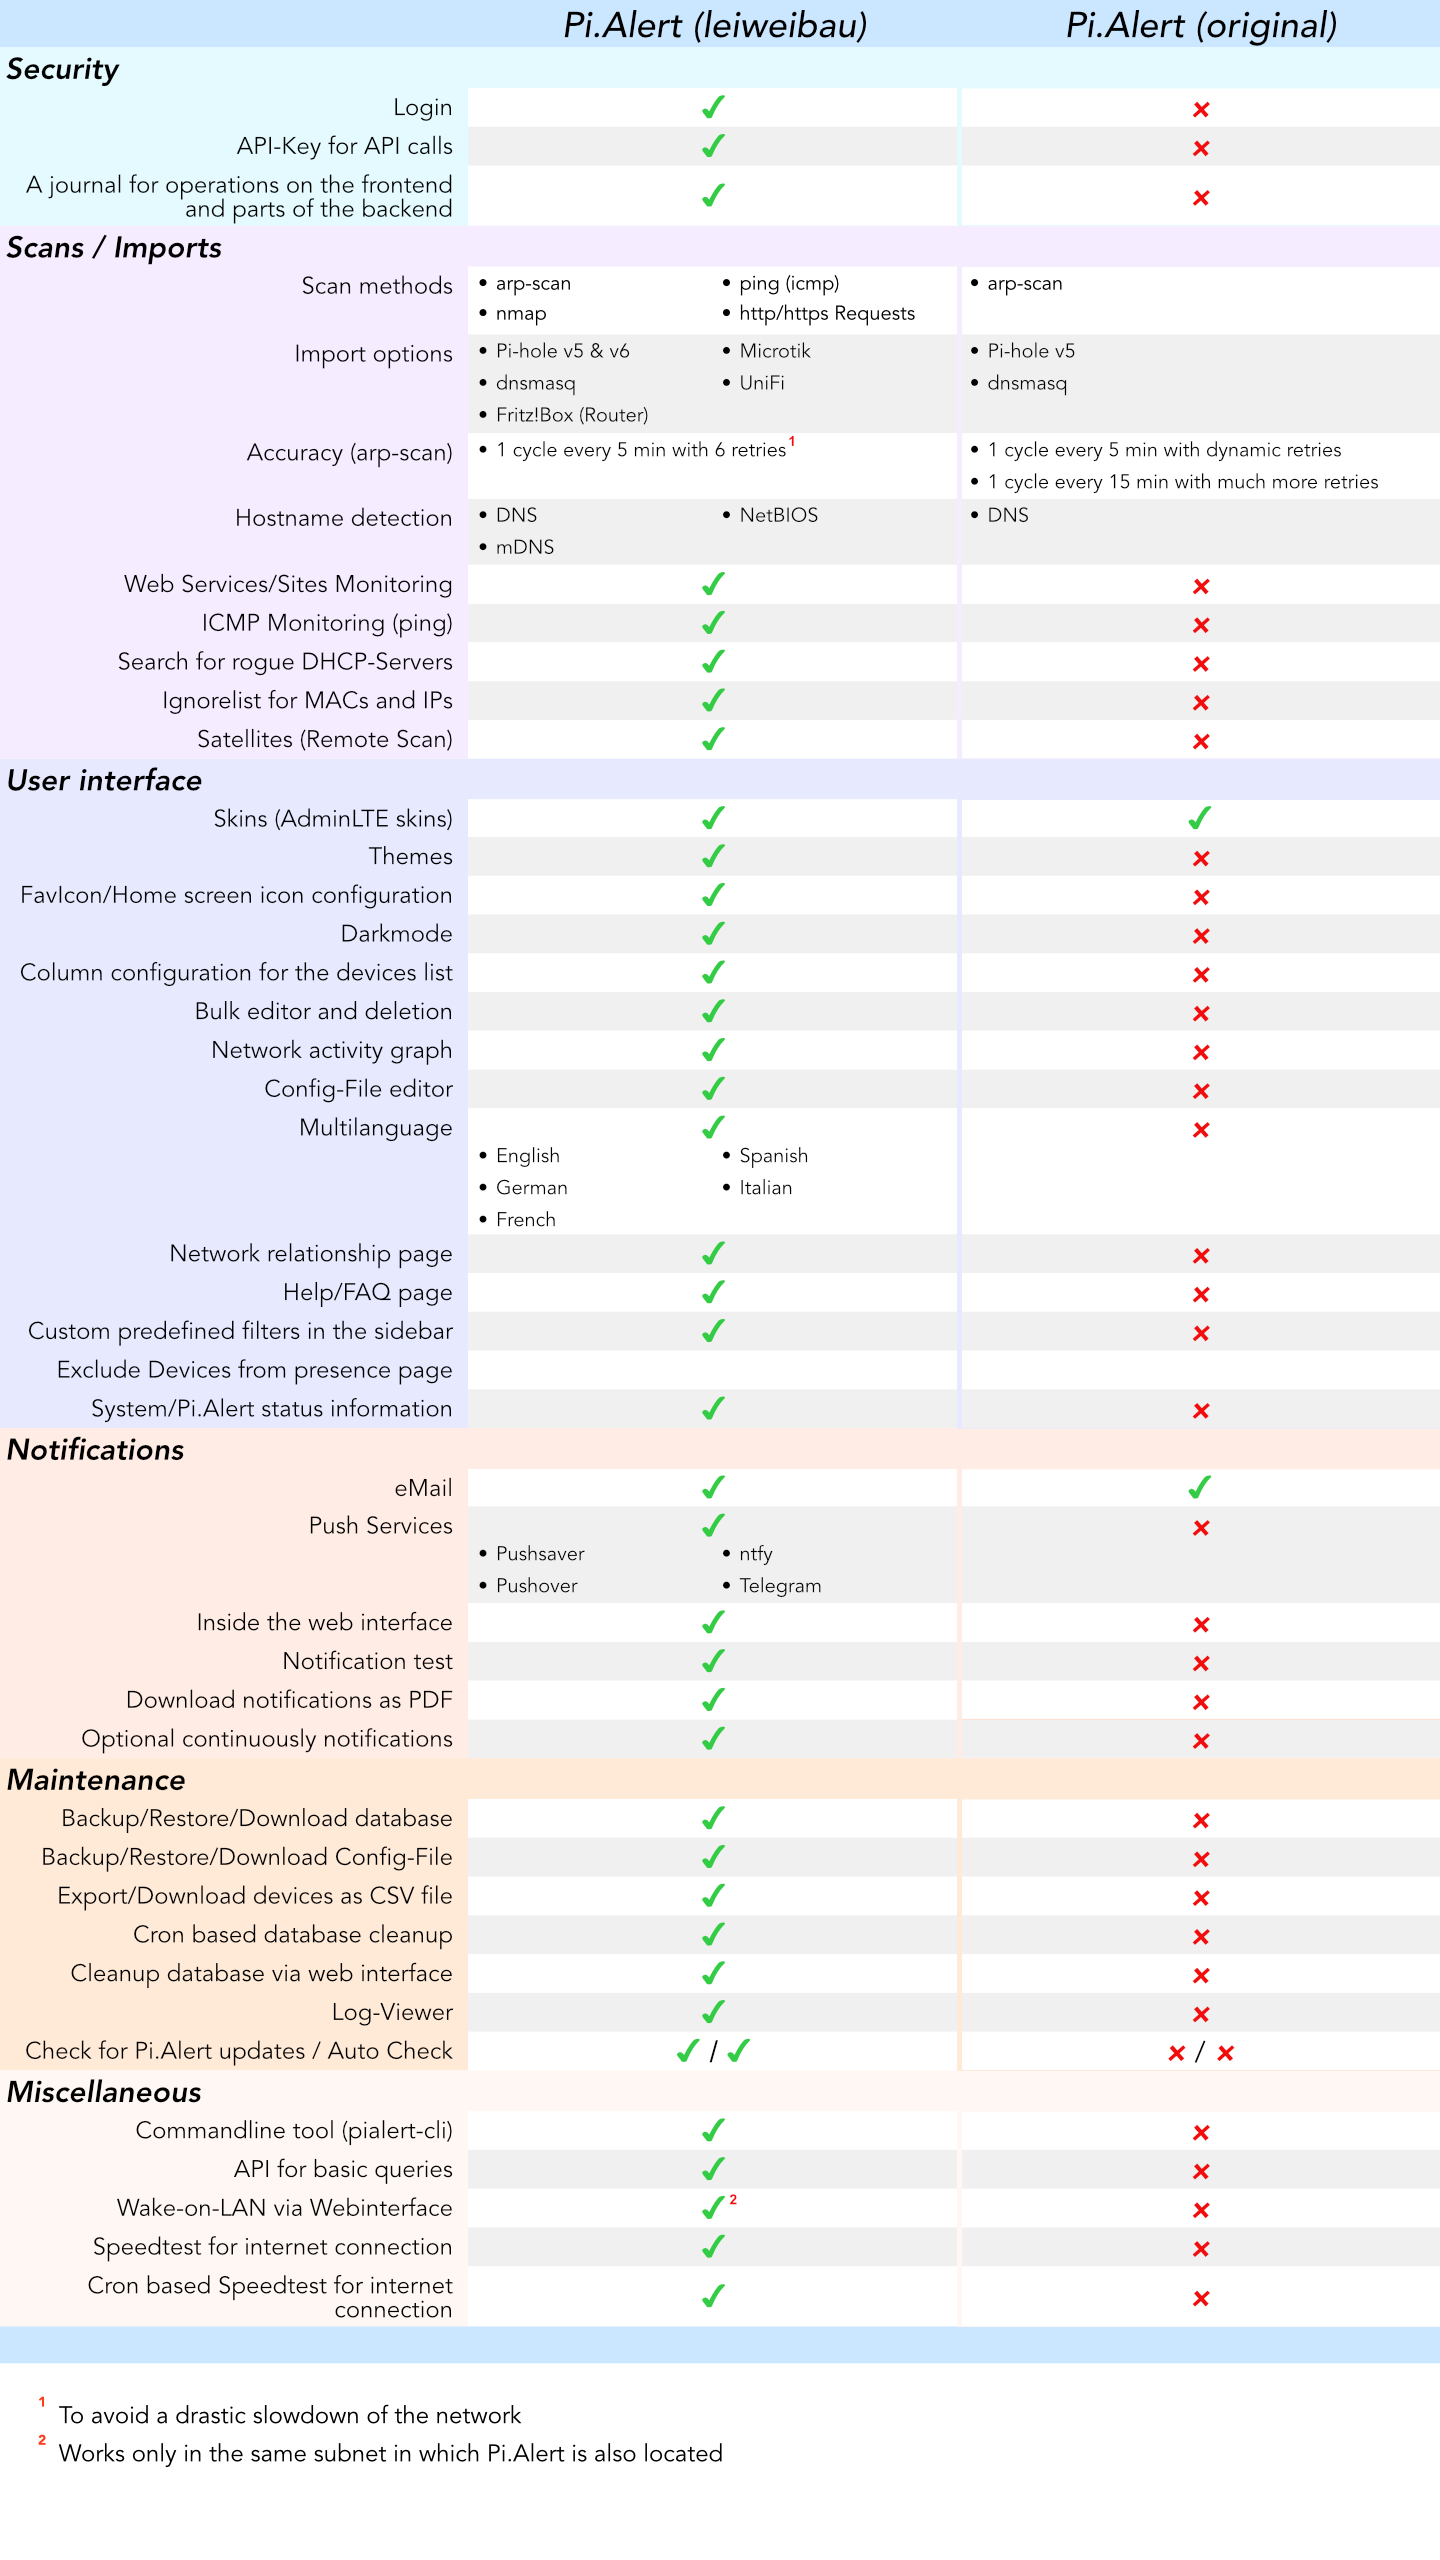 Pi.Alert (leiweibau) Pi.Alert (original)
Security
Login ✓ ✗
API-Key for API calls ✓ ✗
A journal for operations on the frontend
and parts of the backend ✓ ✗
Scans / Imports
Scan methods • arp-scan • ping (icmp) • arp-scan
• nmap • http/https Requests
Import options • Pi-hole v5 & v6 • Microtik • Pi-hole v5
• dnsmasq • UniFi • dnsmasq
• Fritz!Box (Router)
Accuracy (arp-scan) • 1 cycle every 5 min with 6 retries 1 • 1 cycle every 5 min with dynamic retries
• 1 cycle every 15 min with much more retries
Hostname detection • DNS • NetBIOS • DNS
• mDNS
Web Services/Sites Monitoring ✓ ✗
ICMP Monitoring (ping) ✓ ✗
Search for rogue DHCP-Servers ✓ ✗
Ignorelist for MACs and IPs ✓ ✗
Satellites (Remote Scan) ✓ ✗
User interface
Skins (AdminLTE skins) ✓ ✓
Themes ✓ ✗
FavIcon/Home screen icon configuration ✓ ✗
Darkmode ✓ ✗
Column configuration for the devices list ✓ ✗
Bulk editor and deletion ✓ ✗
Network activity graph ✓ ✗
Config-File editor ✓ ✗
Multilanguage ✓ ✗
• English • Spanish
• German • Italian
• French
Network relationship page ✓ ✗
Help/FAQ page ✓ ✗
Custom predefined filters in the sidebar ✓ ✗
Exclude Devices from presence page
System/Pi.Alert status information ✓ ✗
Notifications
eMail ✓ ✓
Push Services ✓ ✗
• Pushsaver • ntfy
• Pushover • Telegram
Inside the web interface ✓ ✗
Notification test ✓ ✗
Download notifications as PDF ✓ ✗
Optional continuously notifications ✓ ✗
Maintenance
Backup/Restore/Download database ✓ ✗
Backup/Restore/Download Config-File ✓ ✗
Export/Download devices as CSV file ✓ ✗
Cron based database cleanup ✓ ✗
Cleanup database via web interface ✓ ✗
Log-Viewer ✓ ✗
Check for Pi.Alert updates / Auto Check ✓ / ✓ ✗ / ✗
Miscellaneous
Commandline tool (pialert-cli) ✓ ✗
API for basic queries ✓ ✗
Wake-on-LAN via Webinterface ✓ 2 ✗
Speedtest for internet connection ✓ ✗
Cron based Speedtest for internet
connection ✓ ✗
1 To avoid a drastic slowdown of the network
2 Works only in the same subnet in which Pi.Alert is also located